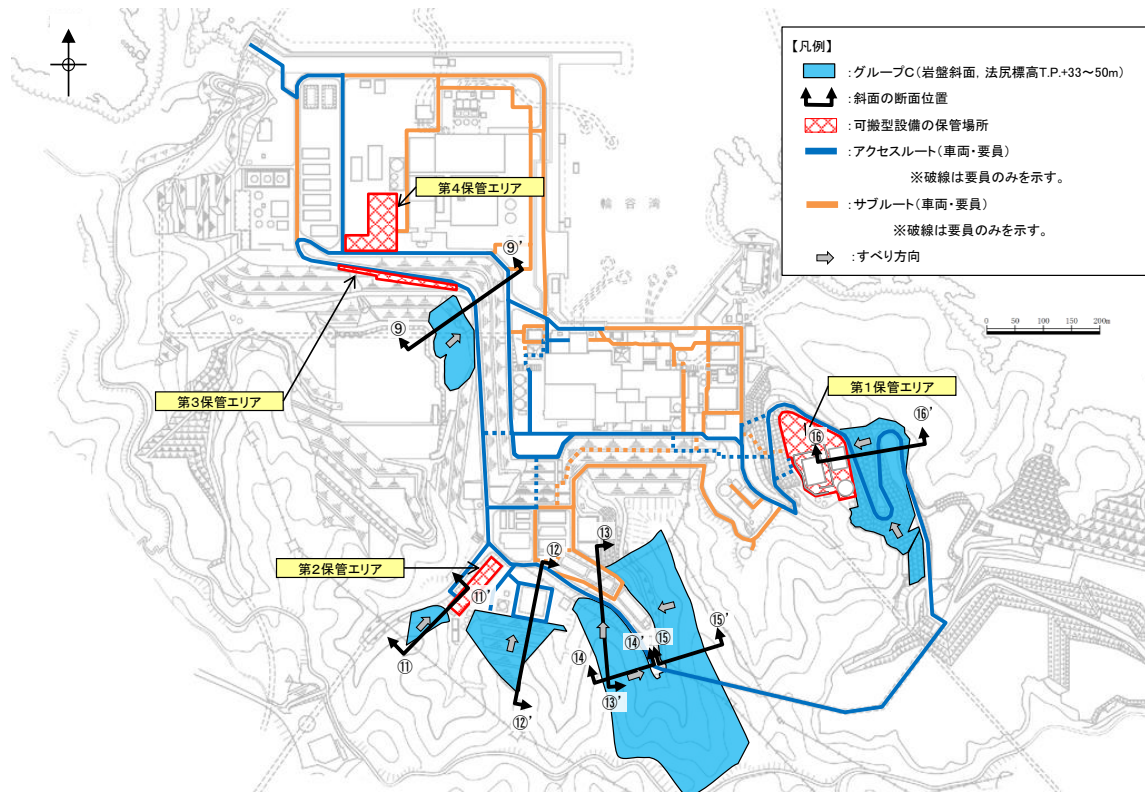 【凡例】
:グループC(岩盤斜面, 法尻標高T.P.+33~50m)
:斜面の断面位置
:可搬型設備の保管場所
:アクセスルート(車両・要員)
※破線は要員のみを示す。
:サブルート(車両・要員)
※破線は要員のみを示す。
:すべり方向
0 50 100 150 200m
第4保管エリア
輪谷湾
⑨'
⑨
第3保管エリア
第1保管エリア
⑯'
⑯
第2保管エリア
⑪'
⑪
⑫
⑫'
⑬
⑬'
⑭
⑭'
⑮
⑮'